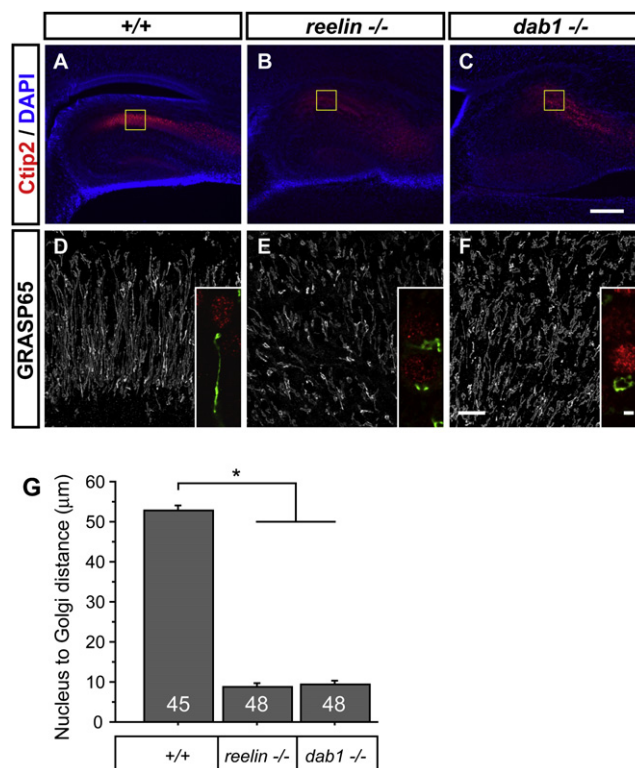 +/+ reelin -/- dab1 -/-
Ctip2 / DAPI
A B C
GRASP65
D E F
G
*
Nucleus to Golgi distance (μm)
60
50
40
30
20
10
0
45 48 48
+/+ reelin -/- dab1 -/-